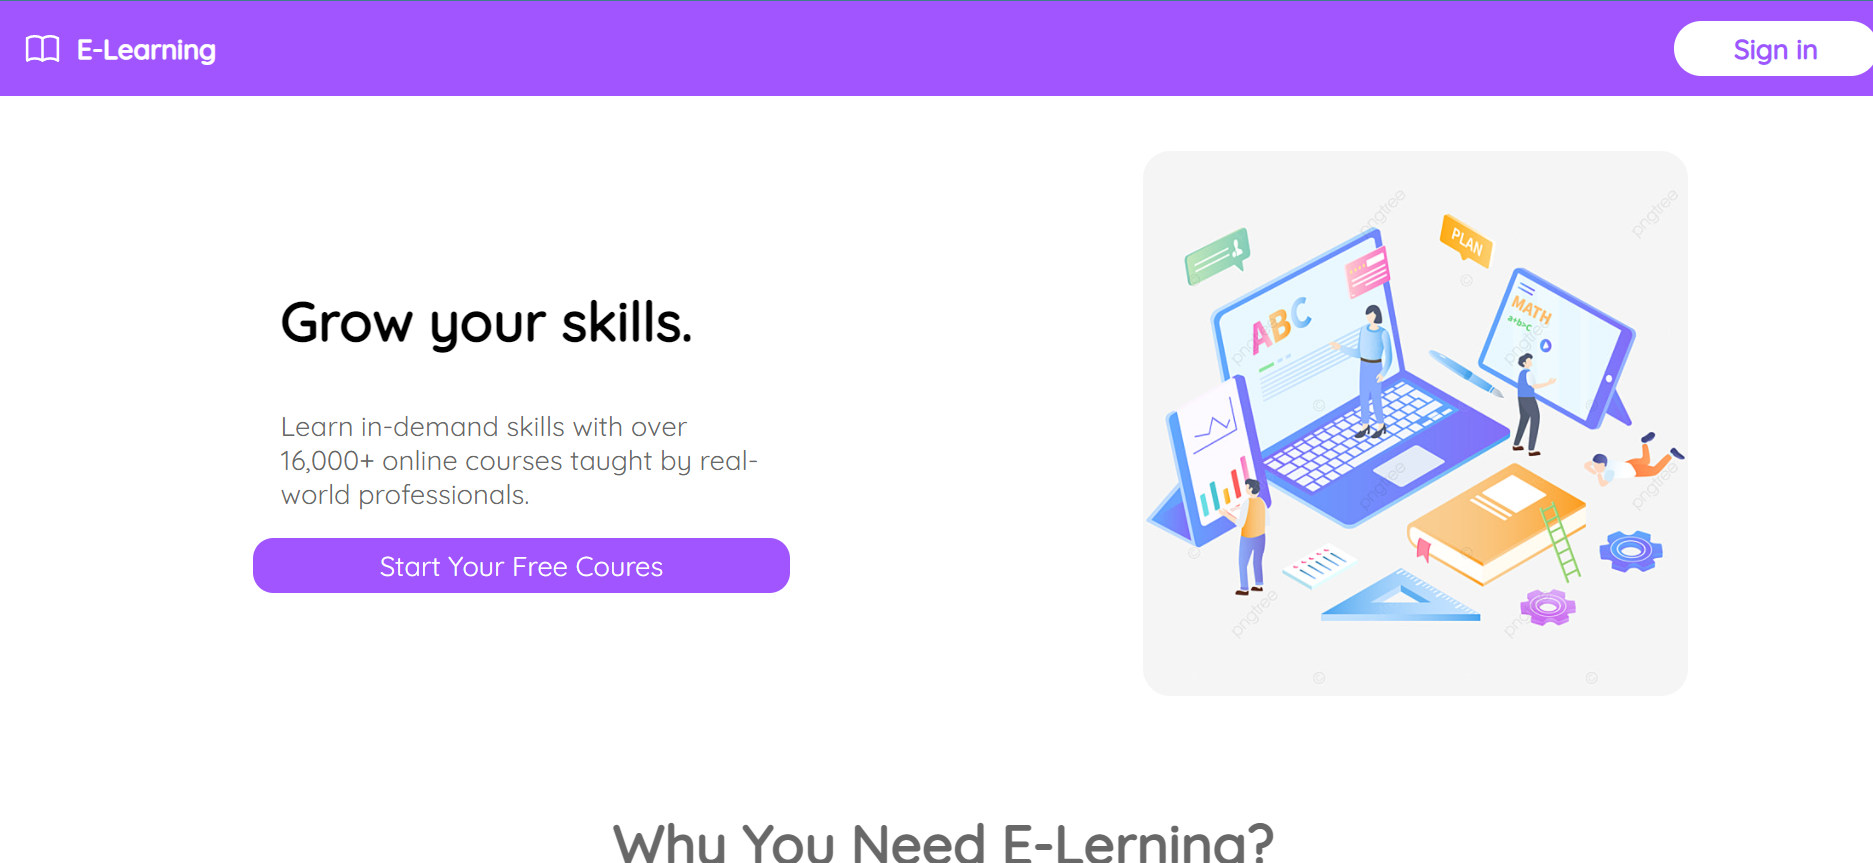 E-Learning
Sign in
Grow your skills.
Learn in-demand skills with over
16,000+ online courses taught by real-
world professionals.
Start Your Free Coures
PLAN
ABC
MATH
a+b>c
pngtree
pngtree
pngtree
pngtree
pngtree
pngtree
pngtree
pngtree
Why You Need E-Lerning?